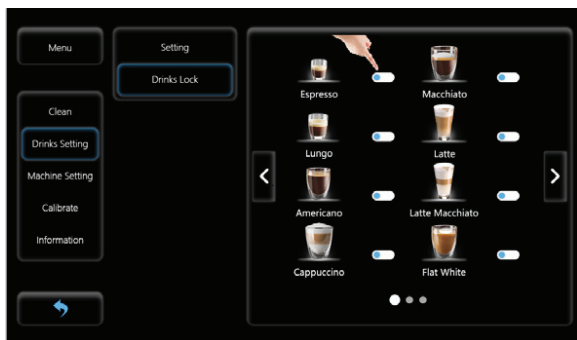 Menu
Clean
Drinks Setting
Machine Setting
Calibrate
Information
Setting
Drinks Lock
Espresso
Macchiato
Lungo
Latte
Americano
Latte Macchiato
Cappuccino
Flat White